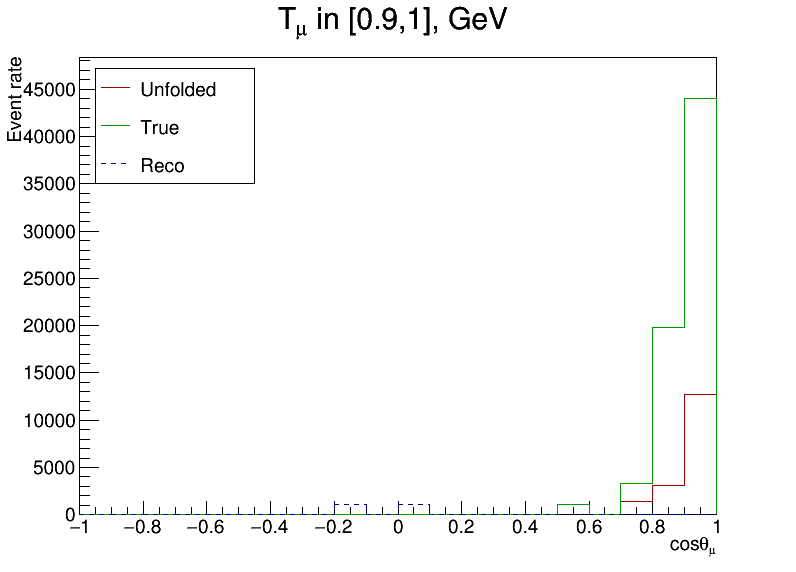 T_μ in [0.9,1], GeV
Event rate
Unfolded
True
Reco
45000
40000
35000
30000
25000
20000
15000
10000
5000
0
−1 −0.8 −0.6 −0.4 −0.2 0 0.2 0.4 0.6 0.8 1
cosθ_μ